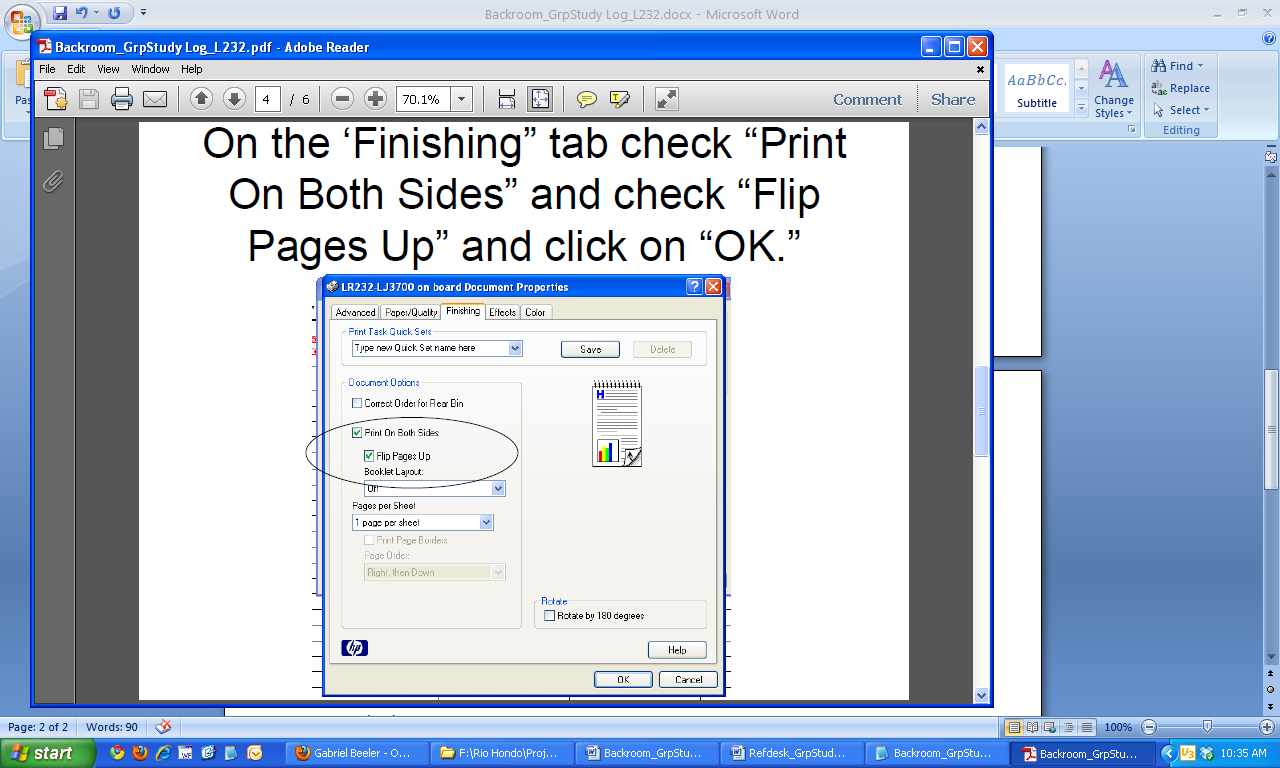 Backroom_GrpStudy Log_L232.docx - Microsoft Word
Backroom_GrpStudy Log_L232.pdf - Adobe Reader
File Edit View Window Help
4 / 6 70.1% Comment Share
AaBbCc.
Subtitle
Change Styles
Find
Replace
Select
Editing
On the ‘Finishing” tab check “Print
On Both Sides” and check “Flip
Pages Up” and click on “OK.”
LR232-LJ3700 on board Document Properties
Advanced Paper/Quality Finishing Effects Color
Print Task Quick Sets
Type new Quick Set name here Save Delete
Document Options
Correct Order for Rear Bin
Print On Both Sides
Flip Pages Up
Booklet Layout:
Off
Pages per Sheet
1 page per sheet
Print Page Borders
Page Order:
Right, then Down
Rotate
Rotate by 180 degrees
hp
Help
OK Cancel
Page: 2 of 2 Words: 90 100%
start Gabriel Beeler - O... F:\Rio Hondo\Proj... Backroom_GrpStu... Refdesk_GrpStud... Backroom_GrpStu... Backroom_GrpStu... 10:35 AM